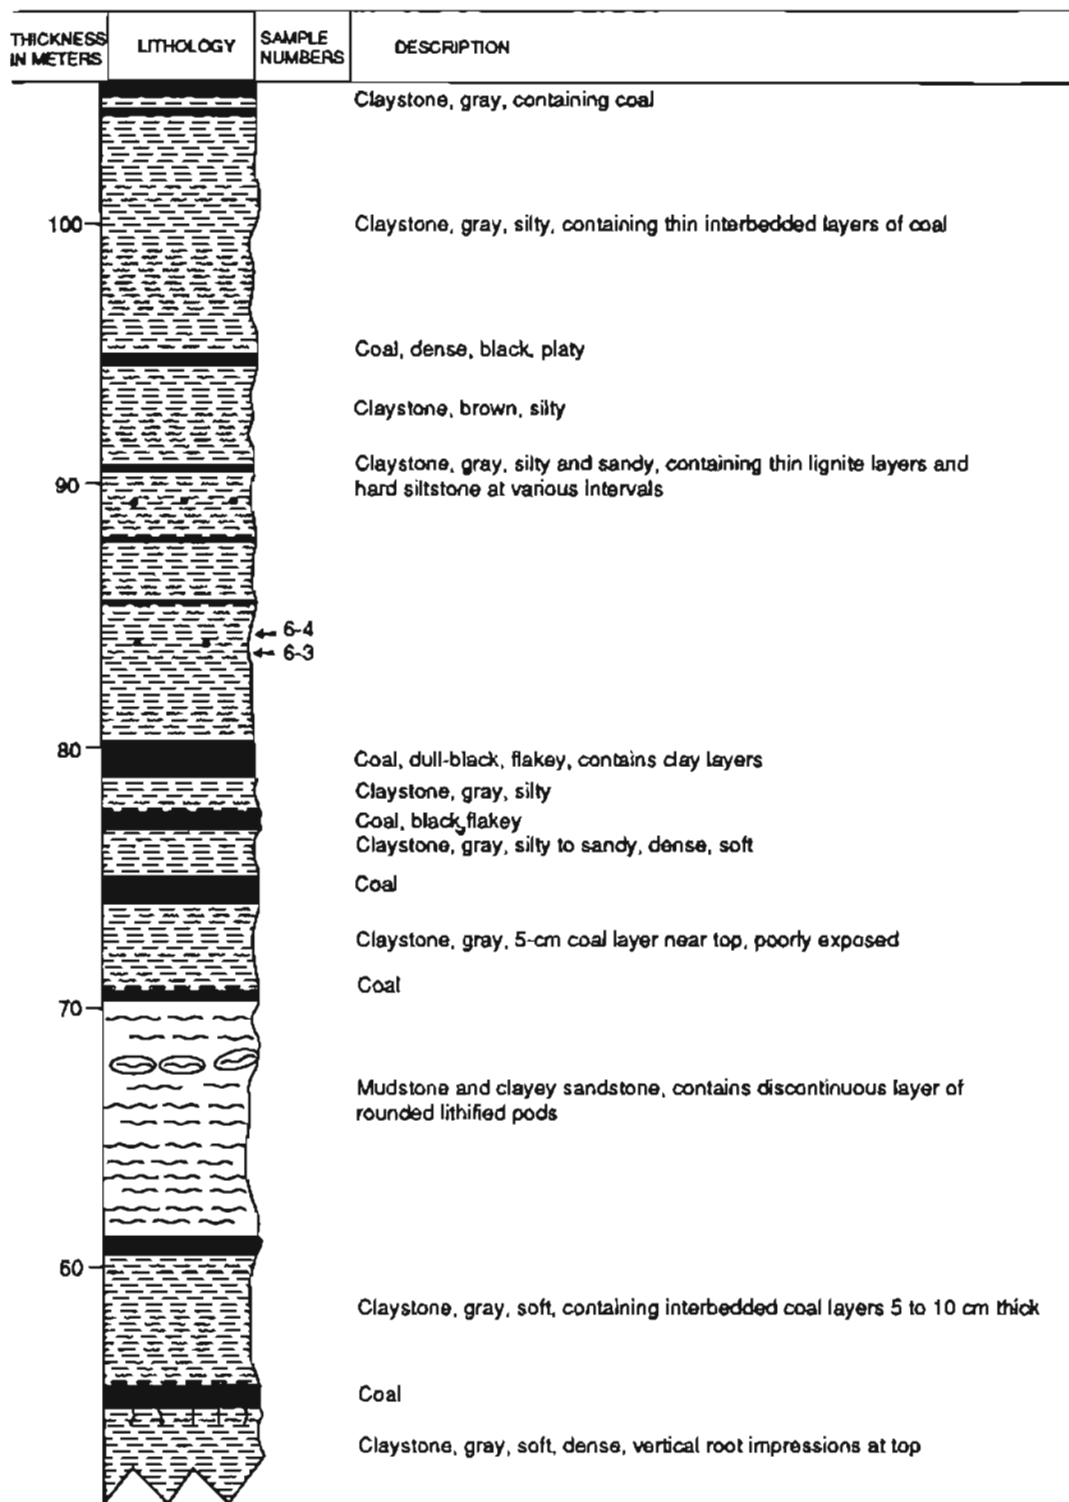 THICKNESS IN METERS
LITHOLOGY
SAMPLE NUMBERS
DESCRIPTION
Claystone, gray, containing coal
100
Claystone, gray, silty, containing thin interbedded layers of coal
Coal, dense, black, platy
Claystone, brown, silty
Claystone, gray, silty and sandy, containing thin lignite layers and
hard siltstone at various intervals
90
6-4
6-3
80
Coal, dull-black, flakey, contains clay layers
Claystone, gray, silty
Coal, black, flakey
Claystone, gray, silty to sandy, dense, soft
Coal
Claystone, gray, 5-cm coal layer near top, poorly exposed
Coal
70
Mudstone and clayey sandstone, contains discontinuous layer of
rounded lithified pods
60
Claystone, gray, soft, containing interbedded coal layers 5 to 10 cm thick
Coal
Claystone, gray, soft, dense, vertical root impressions at top